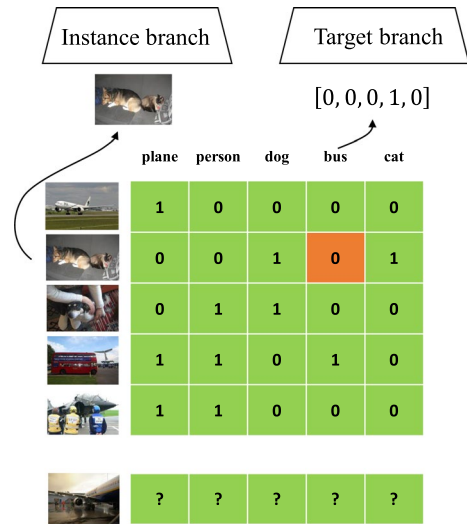 Instance branch
Target branch
[0, 0, 0, 1, 0]
plane person dog bus cat
1 0 0 0 0
0 0 1 0 1
0 1 1 0 0
1 1 0 1 0
1 1 0 0 0
? ? ? ? ?